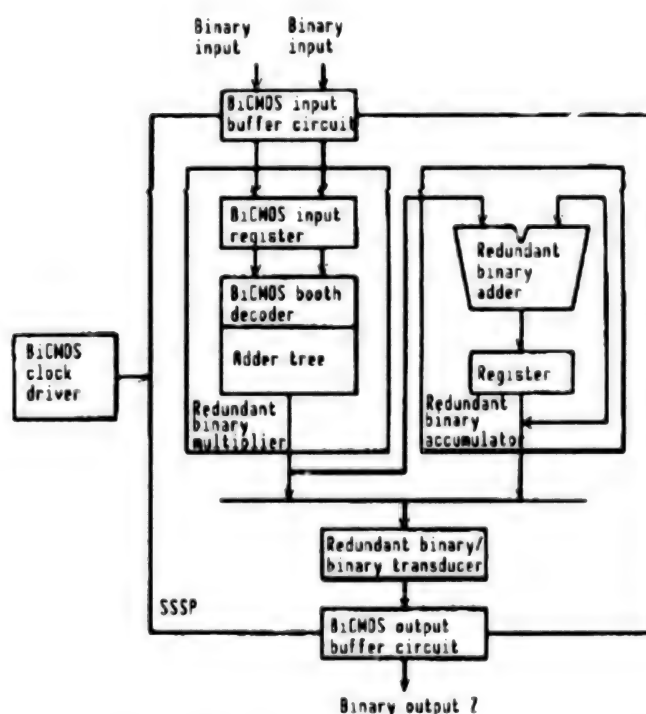 Binary
input
Binary
input
BiCMOS input
buffer circuit
BiCMOS input
register
BiCMOS booth
decoder
Adder tree
Redundant
binary
multiplier
Redundant
binary
adder
Register
Redundant
binary
accumulator
BiCMOS
clock
driver
Redundant binary/
binary transducer
SSSP
BiCMOS output
buffer circuit
Binary output Z